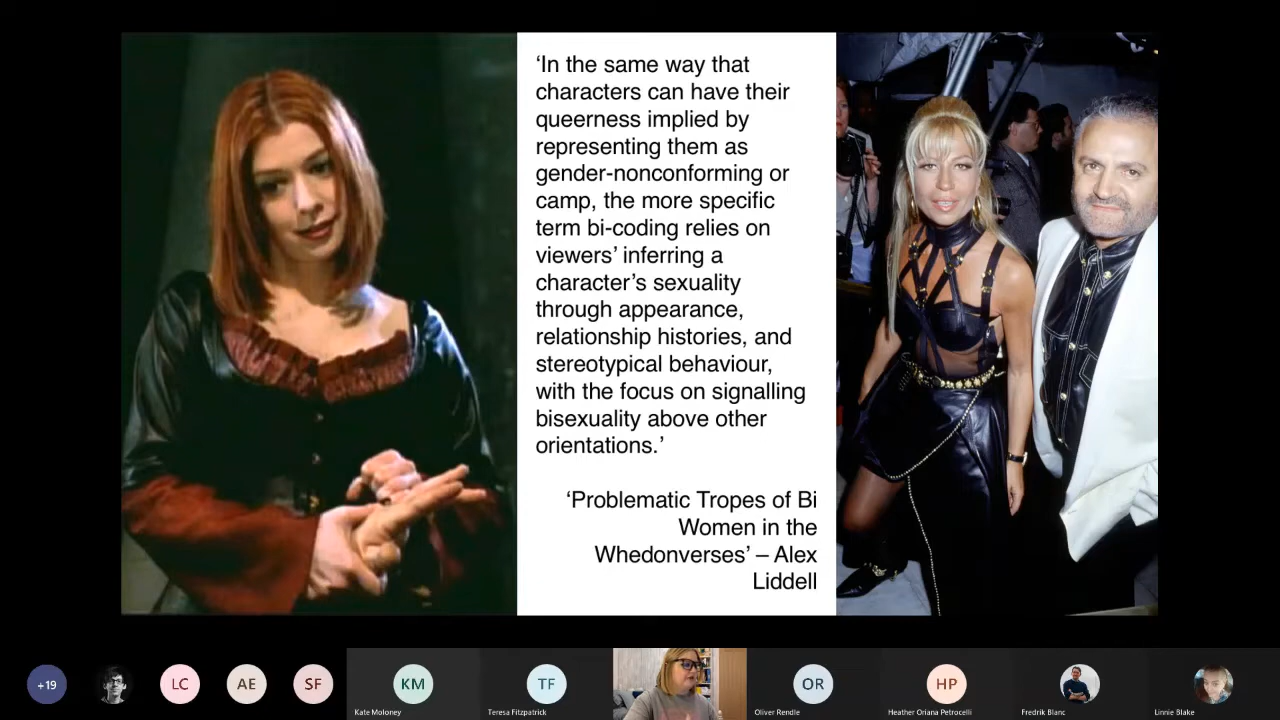 ‘In the same way that
characters can have their
queerness implied by
representing them as
gender-nonconforming or
camp, the more specific
term bi-coding relies on
viewers’ inferring a
character’s sexuality
through appearance,
relationship histories, and
stereotypical behaviour,
with the focus on signalling
bisexuality above other
orientations.’
‘Problematic Tropes of Bi
Women in the
Whedonverses’ – Alex
Liddell
+19
LC
AE
SF
KM
TF
OR
HP
Kate Moloney
Teresa Fitzpatrick
Oliver Rendle
Heather Oriana Petrocelli
Fredrik Blanc
Linnie Blake